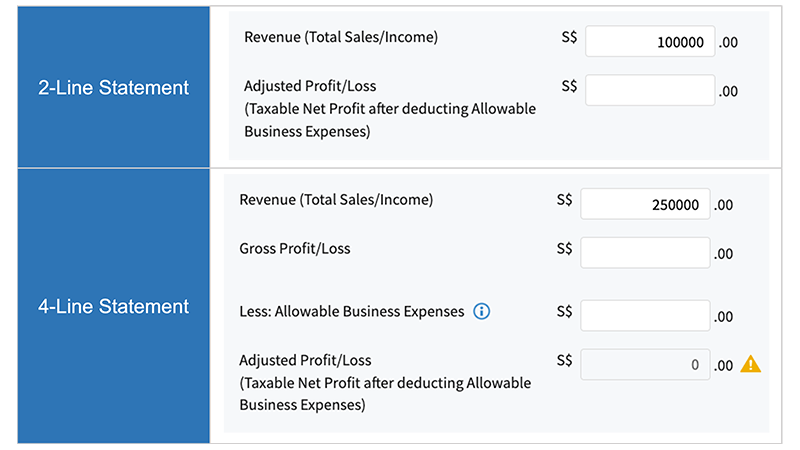 2-Line Statement
Revenue (Total Sales/Income) S$ 100000 .00
Adjusted Profit/Loss S$ .00
(Taxable Net Profit after deducting Allowable
Business Expenses)
4-Line Statement
Revenue (Total Sales/Income) S$ 250000 .00
Gross Profit/Loss S$ .00
Less: Allowable Business Expenses i S$ .00
Adjusted Profit/Loss S$ 0 .00 !
(Taxable Net Profit after deducting Allowable
Business Expenses)